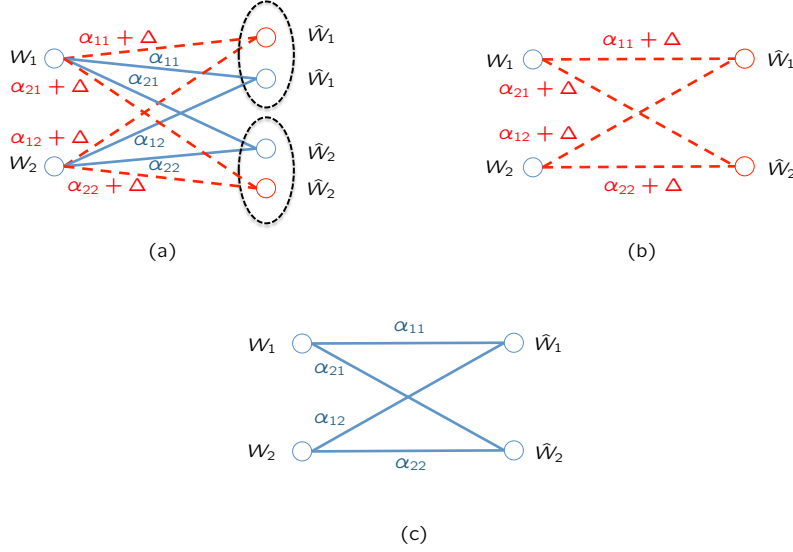 α₁₁ + Δ
W₁
α₁₁
Ŵ₁
α₂₁
Ŵ₁
α₂₁ + Δ
α₁₂ + Δ
α₁₂
W₂
α₂₂
Ŵ₂
α₂₂ + Δ
Ŵ₂
(a)
α₁₁ + Δ
W₁
Ŵ₁
α₂₁ + Δ
α₁₂ + Δ
W₂
Ŵ₂
α₂₂ + Δ
(b)
α₁₁
W₁
Ŵ₁
α₂₁
α₁₂
W₂
Ŵ₂
α₂₂
(c)